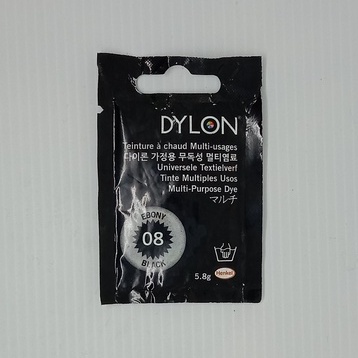 DYLON
Teinture à chaud Multi-usages
다이론 가정용 무독성 멀티염료
Universele Textielverf
Tinte Multiples Usos
Multi-Purpose Dye
マルチ
EBONY
08
BLACK
5.8g
Henkel